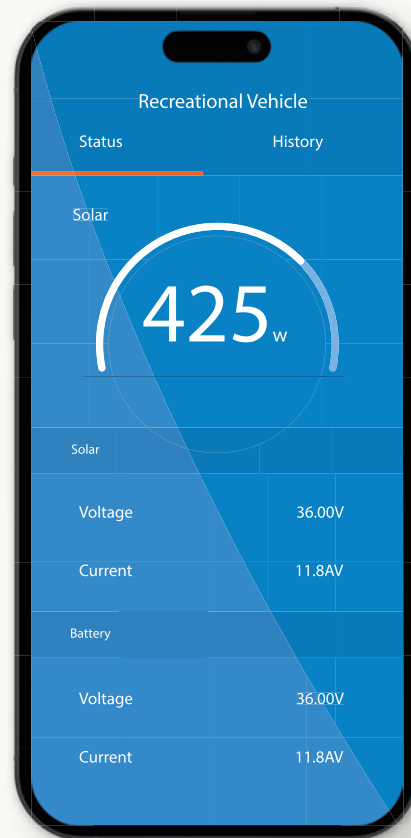 Recreational Vehicle
Status History
Solar
425w
Solar
Voltage 36.00V
Current 11.8AV
Battery
Voltage 36.00V
Current 11.8AV